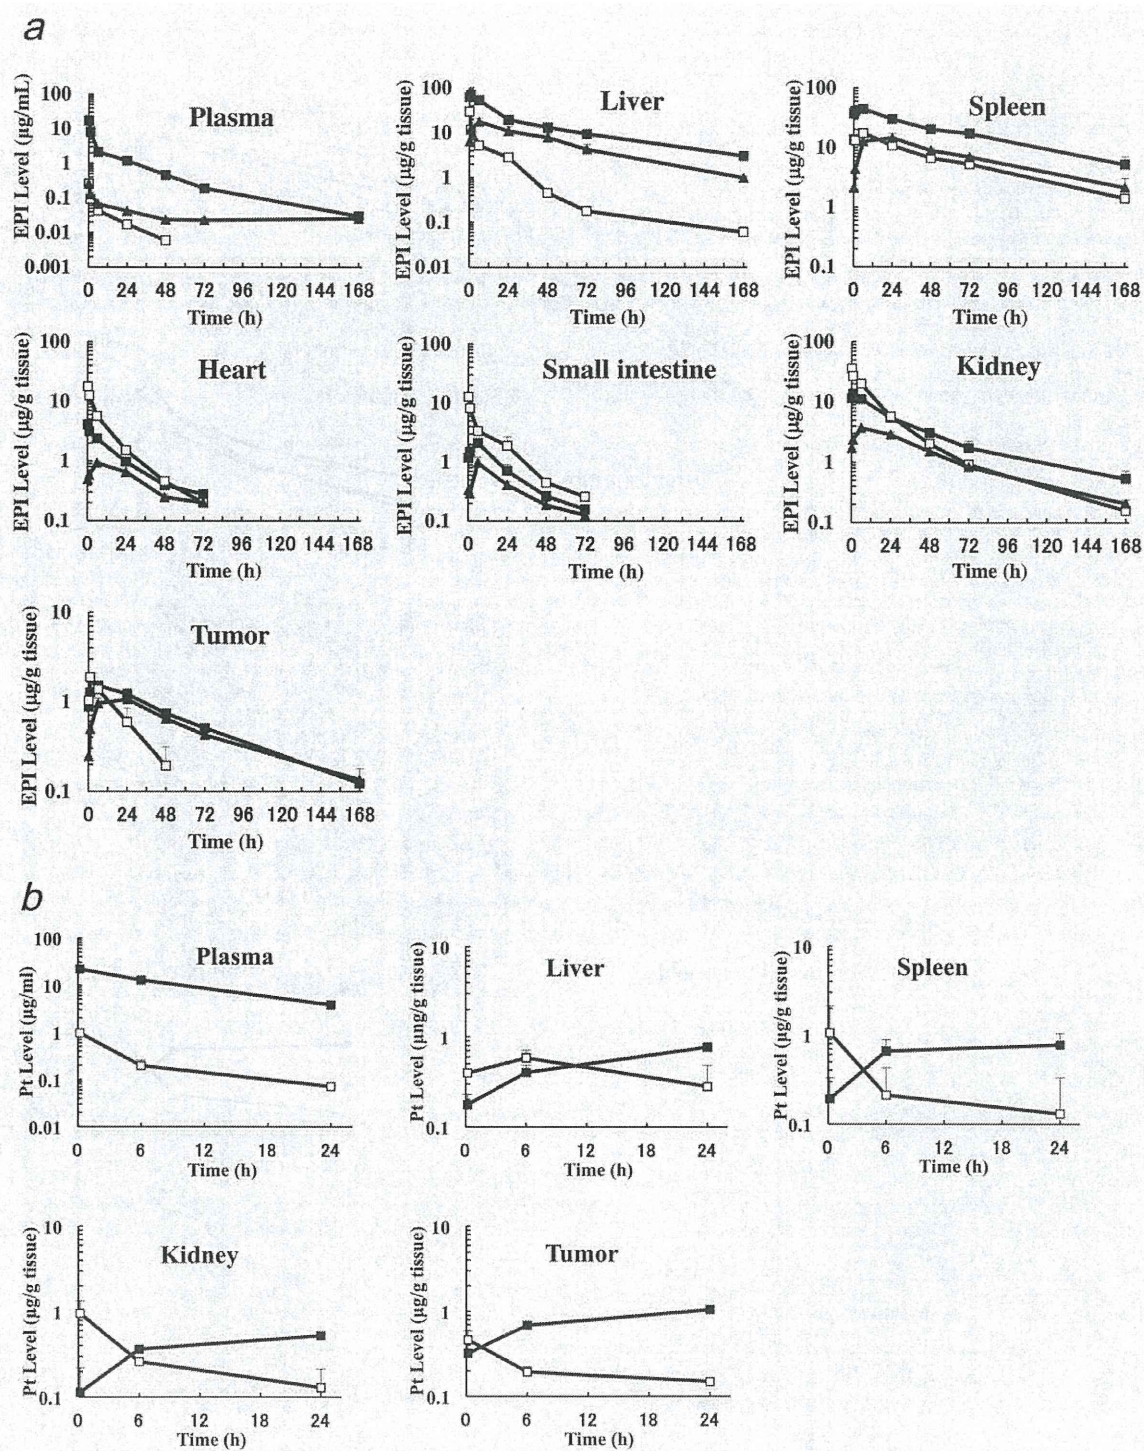 a
Plasma
EPI Level (µg/mL)
100
10
1
0.1
0.01
0.001
0 24 48 72 96 120 144 168
Time (h)
Liver
EPI Level (µg/g tissue)
100
10
1
0.1
0.01
0 24 48 72 96 120 144 168
Time (h)
Spleen
EPI Level (µg/g tissue)
100
10
1
0.1
0 24 48 72 96 120 144 168
Time (h)
Heart
EPI Level (µg/g tissue)
100
10
1
0.1
0 24 48 72 96 120 144 168
Time (h)
Small intestine
EPI Level (µg/g tissue)
100
10
1
0.1
0 24 48 72 96 120 144 168
Time (h)
Kidney
EPI Level (µg/g tissue)
100
10
1
0.1
0 24 48 72 96 120 144 168
Time (h)
Tumor
EPI Level (µg/g tissue)
10
1
0.1
0 24 48 72 96 120 144 168
Time (h)
b
Plasma
Pt Level (µg/ml)
100
10
1
0.1
0.01
0 6 12 18 24
Time (h)
Liver
Pt Level (µng/g tissue)
10
1
0.1
0 6 12 18 24
Time (h)
Spleen
Pt Level (µg/g tissue)
10
1
0.1
0 6 12 18 24
Time (h)
Kidney
Pt Level (µg/g tissue)
10
1
0.1
0 6 12 18 24
Time (h)
Tumor
Pt Level (µg/g tissue)
10
1
0.1
0 6 12 18 24
Time (h)